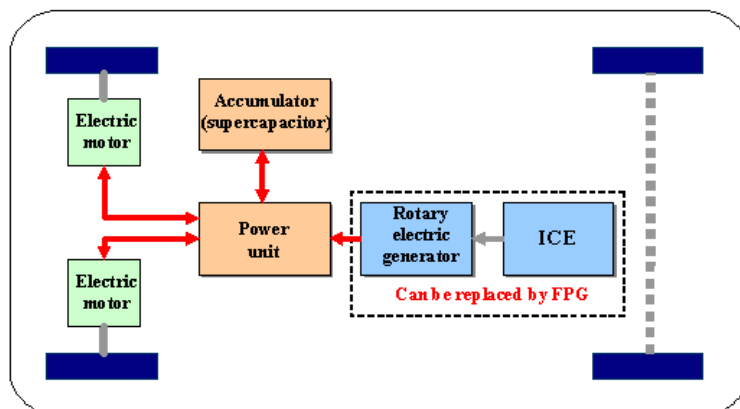 Electric
motor
Accumulator
(supercapacitor)
Power
unit
Rotary
electric
generator
ICE
Can be replaced by FPG
Electric
motor